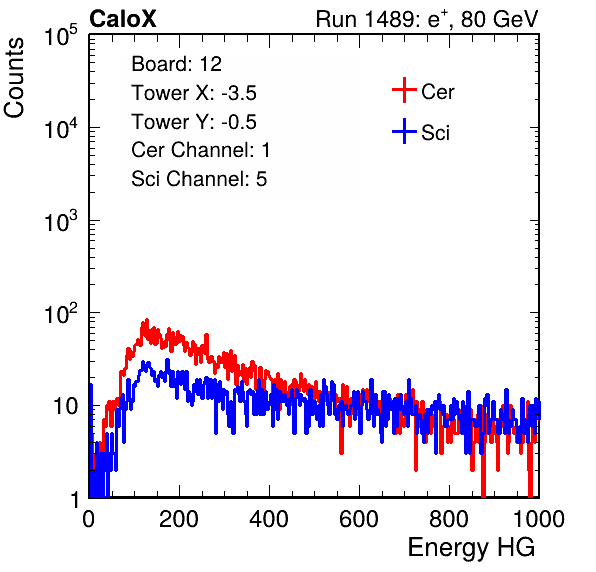 CaloX Run 1489: e⁺, 80 GeV
Counts
Board: 12
Tower X: -3.5
Tower Y: -0.5
Cer Channel: 1
Sci Channel: 5
Cer
Sci
10⁵
10⁴
10³
10²
10
1
0 200 400 600 800 1000
Energy HG